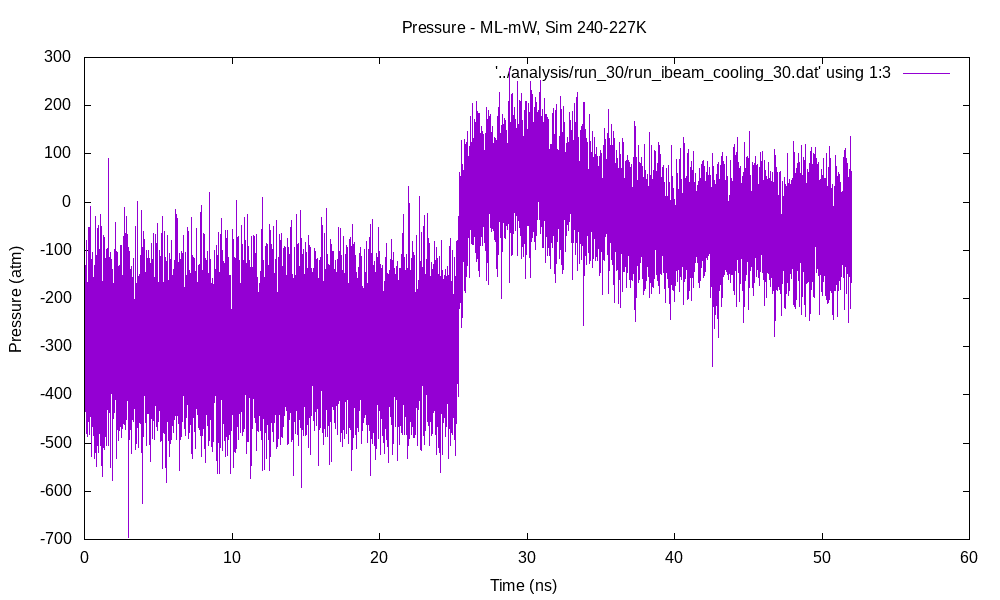 Pressure - ML-mW, Sim 240-227K
'../analysis/run_30/run_ibeam_cooling_30.dat' using 1:3
300
200
100
0
-100
-200
-300
-400
-500
-600
-700
Pressure (atm)
0 10 20 30 40 50 60
Time (ns)